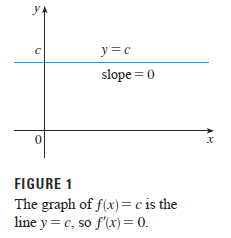 y
c
y = c
slope = 0
0
x
FIGURE 1
The graph of f(x) = c is the
line y = c, so f′(x) = 0.